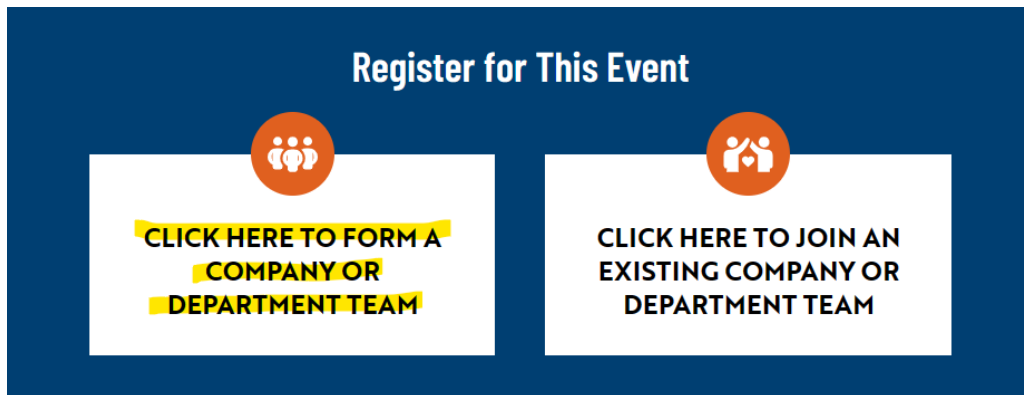 Register for This Event
CLICK HERE TO FORM A
COMPANY OR
DEPARTMENT TEAM
CLICK HERE TO JOIN AN
EXISTING COMPANY OR
DEPARTMENT TEAM